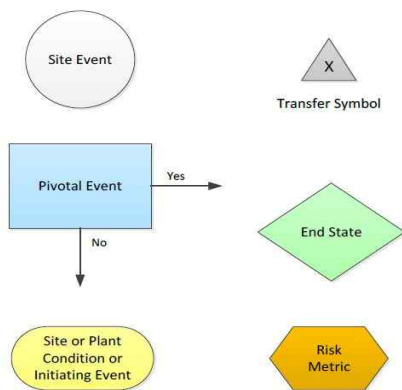 Site Event
X
Transfer Symbol
Pivotal Event
Yes
No
End State
Site or Plant
Condition or
Initiating Event
Risk
Metric